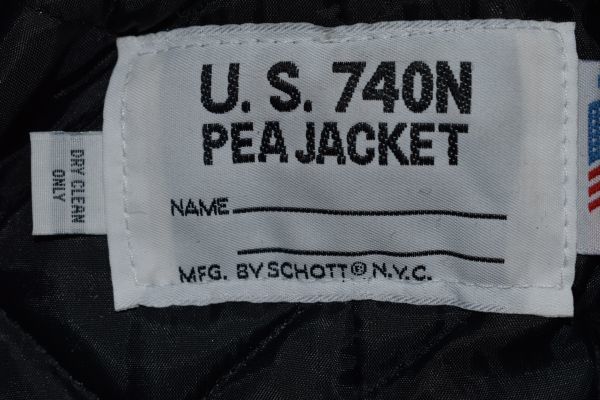 U. S. 740N
PEA JACKET
NAME
MFG. BY SCHOTT® N.Y.C.
DRY CLEAN
ONLY